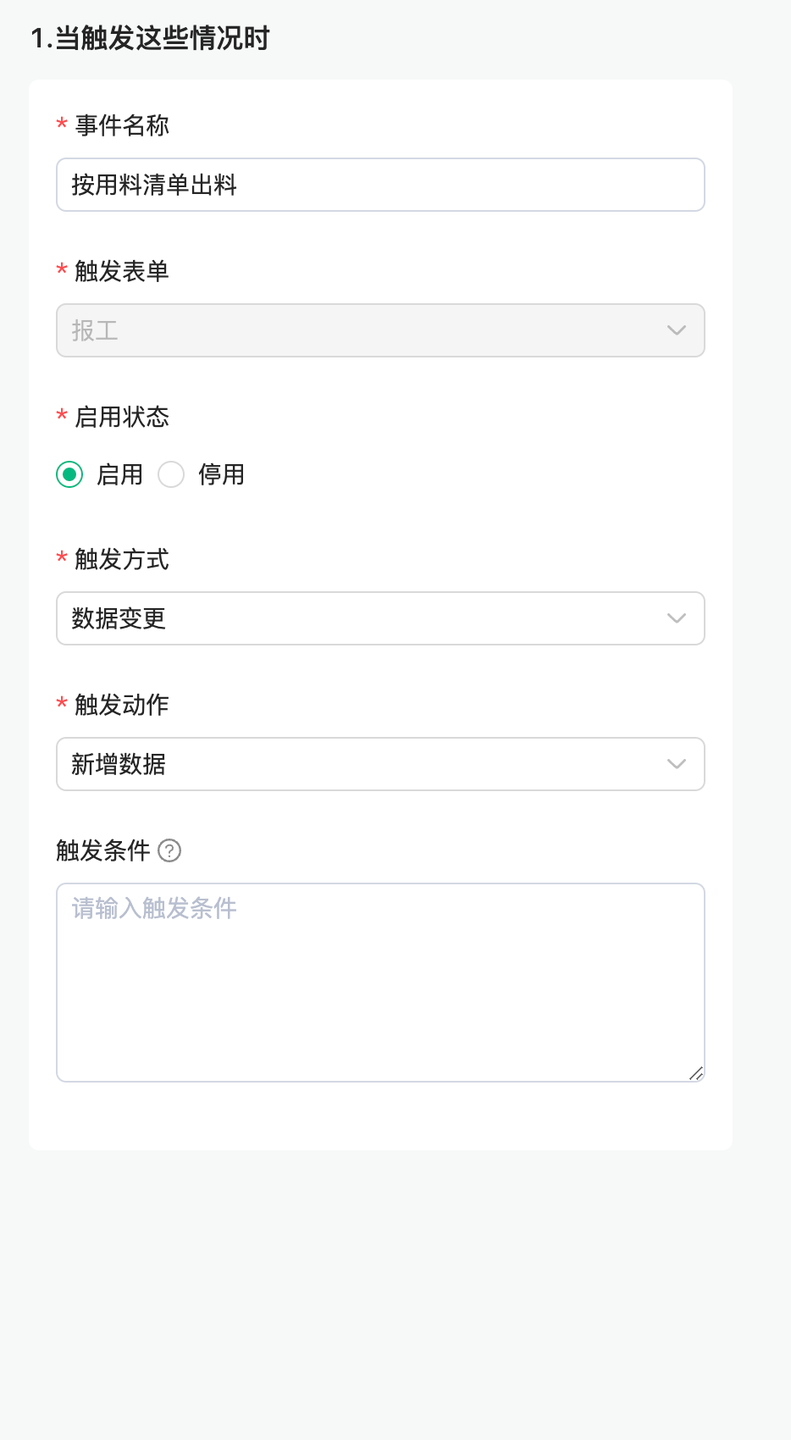 1.当触发这些情况时
* 事件名称
按用料清单出料
* 触发表单
报工
* 启用状态
启用 停用
* 触发方式
数据变更
* 触发动作
新增数据
触发条件 ?
请输入触发条件